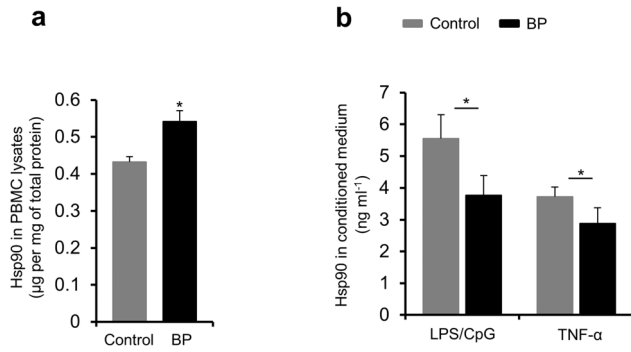 a
Hsp90 in PBMC lysates
(µg per mg of total protein)
0.6
0.5
0.4
0.3
0.2
0.1
0
*
Control BP
b
Control BP
Hsp90 in conditioned medium
(ng ml⁻¹)
7
6
5
4
3
2
1
0
*
*
LPS/CpG TNF-α